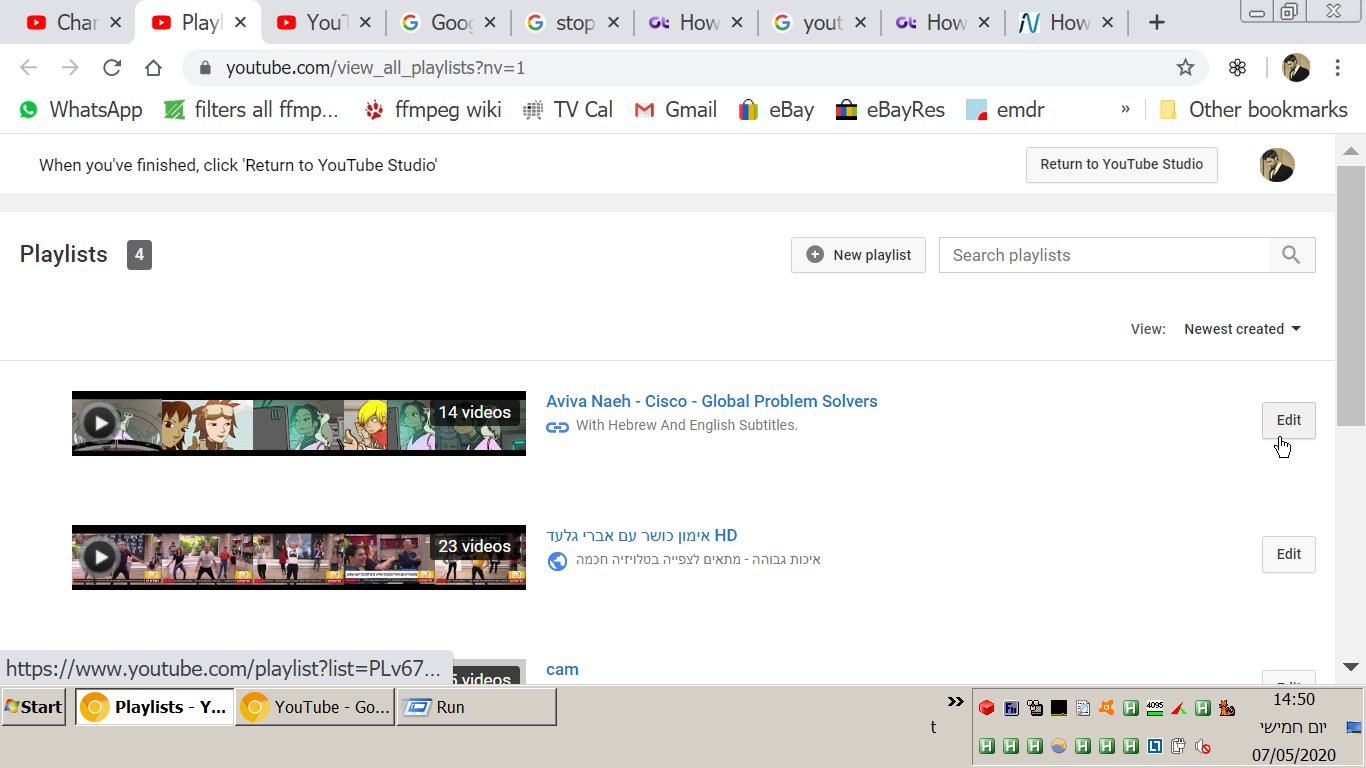 Char
Playl
YouT
Goog
stop
How
yout
How
How
youtube.com/view_all_playlists?nv=1
WhatsApp
filters all ffmp...
ffmpeg wiki
TV Cal
Gmail
eBay
eBayRes
emdr
»
Other bookmarks
When you've finished, click 'Return to YouTube Studio'
Return to YouTube Studio
Playlists 4
New playlist
Search playlists
View: Newest created
14 videos
Aviva Naeh - Cisco - Global Problem Solvers
With Hebrew And English Subtitles.
Edit
23 videos
אימון כושר עם אברי גלעד HD
איכות גבוהה - מתאים לצפייה בטלויזיה חכמה
Edit
cam
https://www.youtube.com/playlist?list=PLv67...
5 videos
Edit
Start
Playlists - Y...
YouTube - Go...
Run
»
t
4095
14:50
יום חמישי
07/05/2020